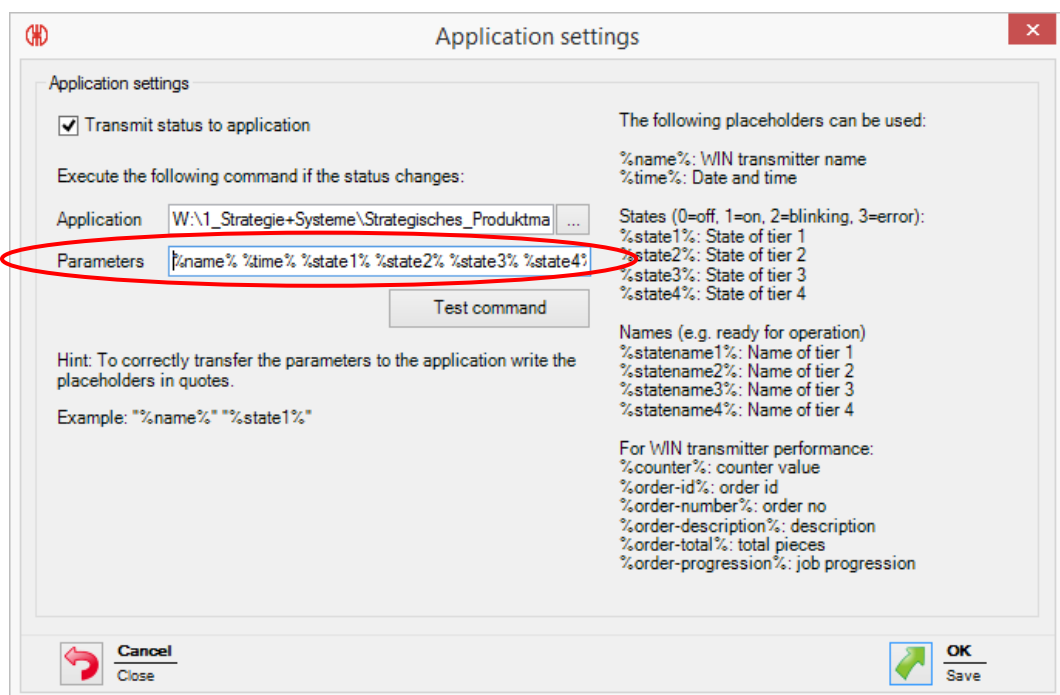 Application settings
Application settings
Transmit status to application
Execute the following command if the status changes:
Application W:\1_Strategie+Systeme\Strategisches_Produktma ...
Parameters %name% %time% %state1% %state2% %state3% %state4%
Test command
Hint: To correctly transfer the parameters to the application write the
placeholders in quotes.
Example: "%name%" "%state1%"
The following placeholders can be used:
%name%: WIN transmitter name
%time%: Date and time
States (0=off, 1=on, 2=blinking, 3=error):
%state1%: State of tier 1
%state2%: State of tier 2
%state3%: State of tier 3
%state4%: State of tier 4
Names (e.g. ready for operation)
%statename1%: Name of tier 1
%statename2%: Name of tier 2
%statename3%: Name of tier 3
%statename4%: Name of tier 4
For WIN transmitter performance:
%counter%: counter value
%order-id%: order id
%order-number%: order no
%order-description%: description
%order-total%: total pieces
%order-progression%: job progression
Cancel
Close
OK
Save